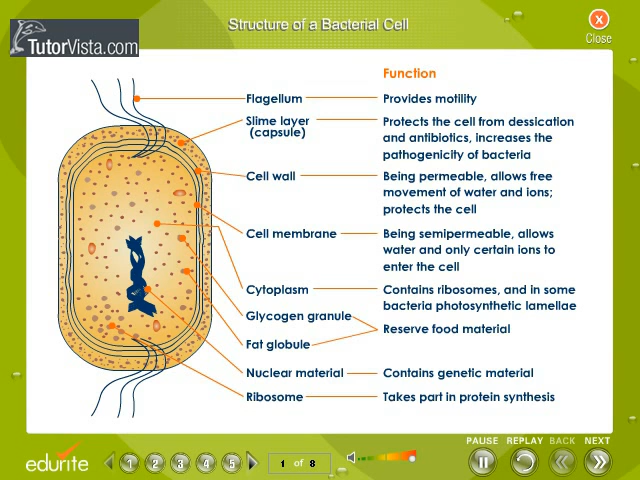 Structure of a Bacterial Cell
X
Close
TutorVista.com
Function
Flagellum
Provides motility
Slime layer
(capsule)
Protects the cell from dessication
and antibiotics, increases the
pathogenicity of bacteria
Cell wall
Being permeable, allows free
movement of water and ions;
protects the cell
Cell membrane
Being semipermeable, allows
water and only certain ions to
enter the cell
Cytoplasm
Contains ribosomes, and in some
bacteria photosynthetic lamellae
Glycogen granule
Fat globule
Reserve food material
Nuclear material
Contains genetic material
Ribosome
Takes part in protein synthesis
PAUSE REPLAY BACK NEXT
edurite
1 2 3 4 5
1 of 8